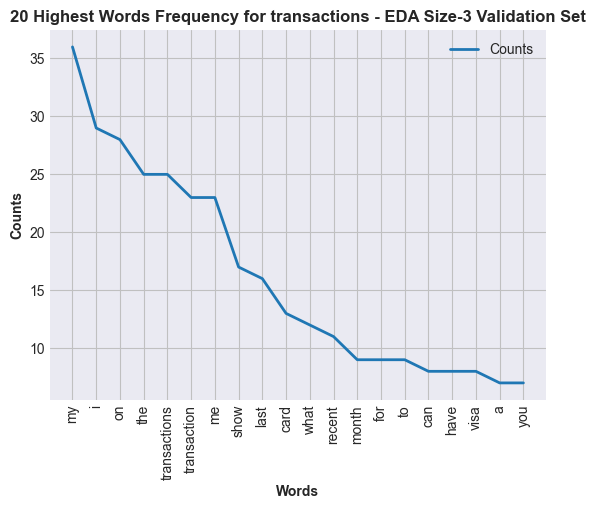 20 Highest Words Frequency for transactions - EDA Size-3 Validation Set
Counts
35
30
25
20
15
10
Counts
my
i
on
the
transactions
transaction
me
show
last
card
what
recent
month
for
to
can
have
visa
a
you
Words